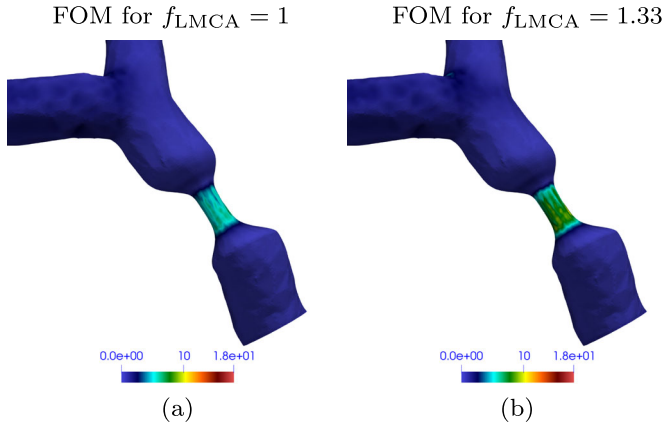 FOM for f_LMCA = 1
FOM for f_LMCA = 1.33
0.0e+00 10 1.8e+01
0.0e+00 10 1.8e+01
(a)
(b)